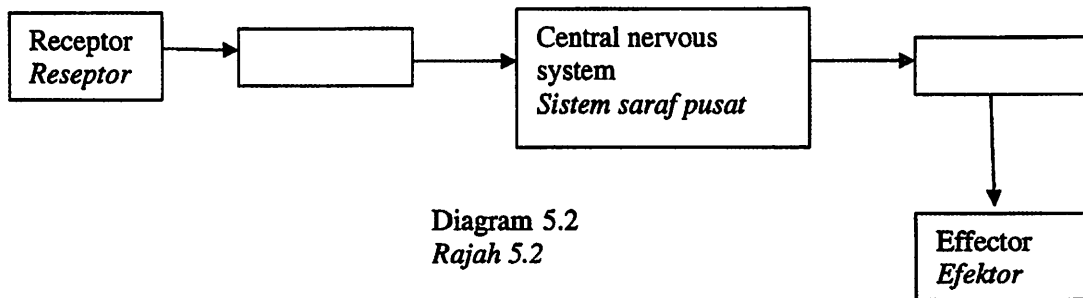 Receptor
Reseptor
Central nervous
system
Sistem saraf pusat
Diagram 5.2
Rajah 5.2
Effector
Efektor